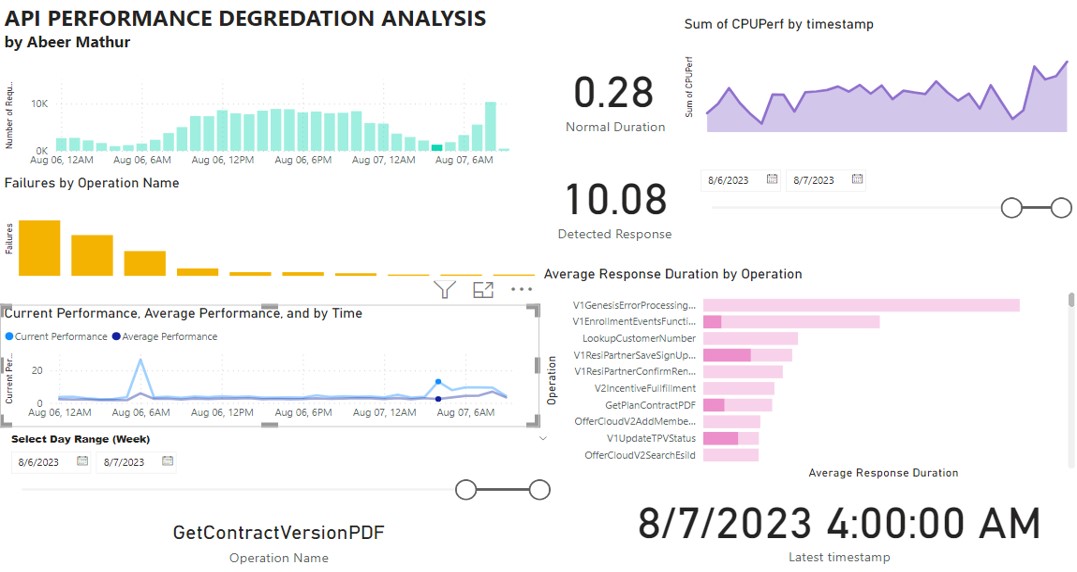 API PERFORMANCE DEGREDATION ANALYSIS
by Abeer Mathur
Number of Requ...
10K
0K
Aug 06, 12AM
Aug 06, 6AM
Aug 06, 12PM
Aug 06, 6PM
Aug 07, 12AM
Aug 07, 6AM
Failures by Operation Name
Failures
Current Performance, Average Performance, and by Time
Current Performance
Average Performance
Current Per...
20
0
Aug 06, 12AM
Aug 06, 6AM
Aug 06, 12PM
Aug 06, 6PM
Aug 07, 12AM
Aug 07, 6AM
Select Day Range (Week)
8/6/2023
8/7/2023
GetContractVersionPDF
Operation Name
0.28
Normal Duration
10.08
Detected Response
Sum of CPUPerf by timestamp
Sum of CPUPerf
8/6/2023
8/7/2023
Average Response Duration by Operation
Operation
V1GenesisErrorProcessing...
V1EnrollmentEventsFuncti...
LookupCustomerNumber
V1ResiPartnerSaveSignUp...
V1ResiPartnerConfirmRen...
V2IncentiveFulfillment
GetPlanContractPDF
OfferCloudV2AddMembe...
V1UpdateTPVStatus
OfferCloudV2SearchEsiId
Average Response Duration
8/7/2023 4:00:00 AM
Latest timestamp